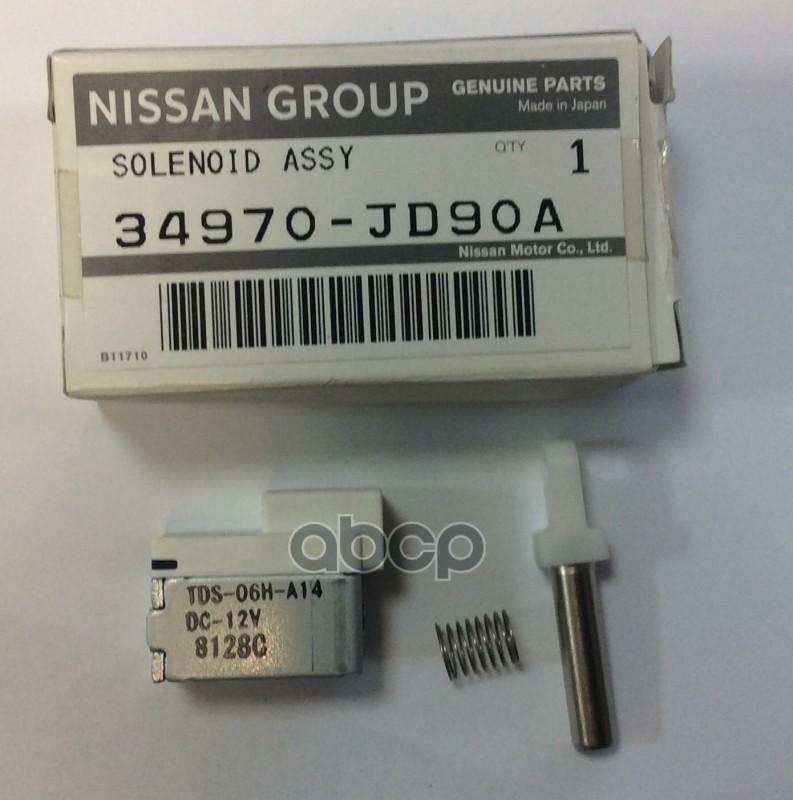 NISSAN GROUP
GENUINE PARTS
Made in Japan
SOLENOID ASSY
Q'TY 1
34970-JD90A
Nissan Motor Co., Ltd.
B11710
abcp
TDS-06H-A14
DC-12V
8128C